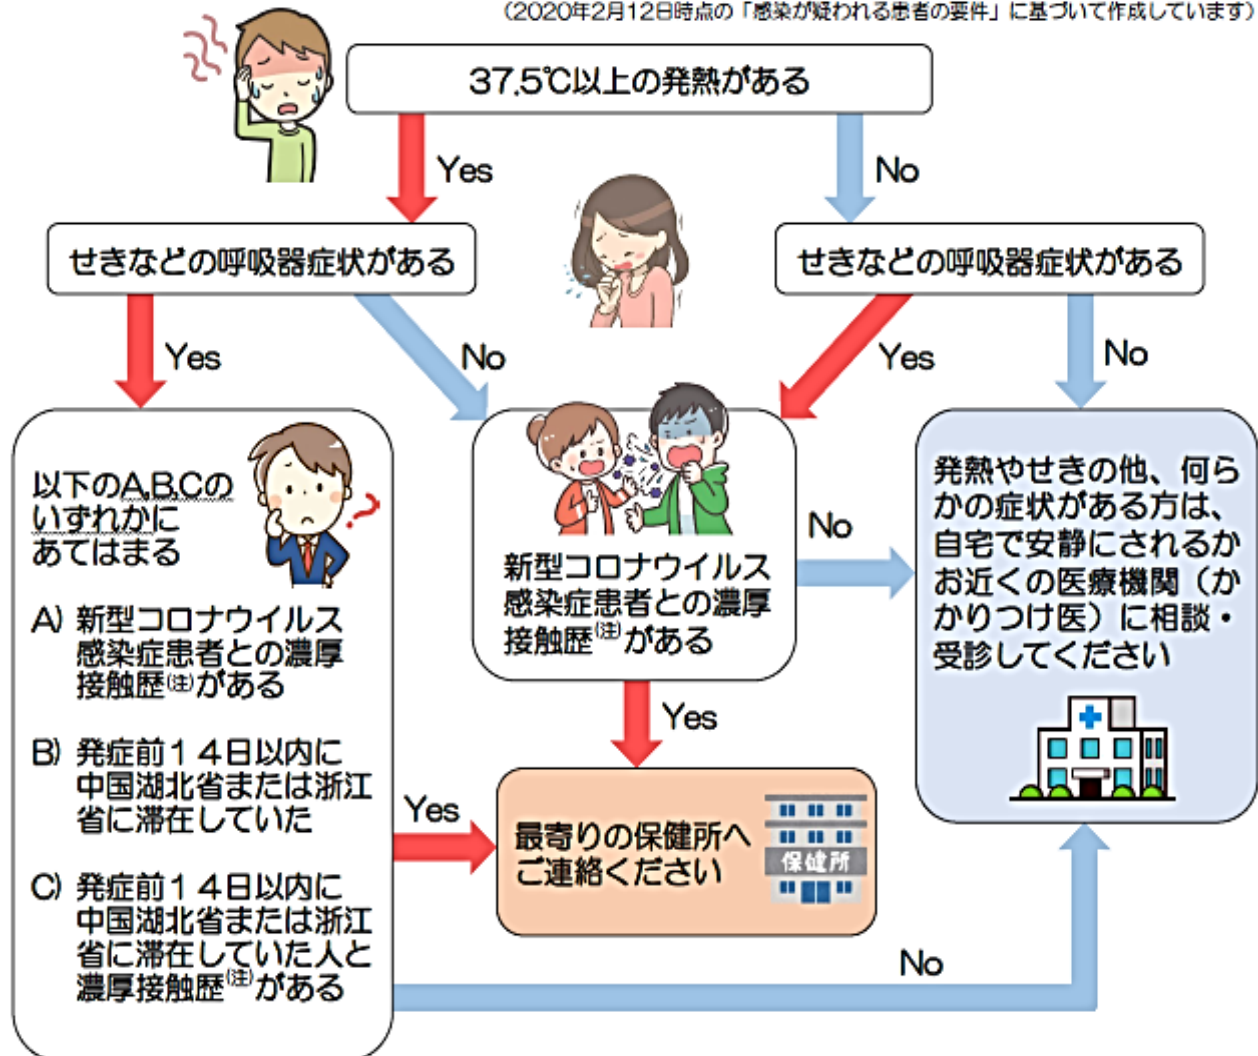 (2020年2月12日時点の「感染が疑われる患者の要件」に基づいて作成しています)
37.5℃以上の発熱がある
Yes
No
せきなどの呼吸器症状がある
せきなどの呼吸器症状がある
Yes
No
Yes
No
以下のA,B,Cの
いずれかに
あてはまる
A) 新型コロナウイルス
感染症患者との濃厚
接触歴(注)がある
B) 発症前14日以内に
中国湖北省または浙江
省に滞在していた
C) 発症前14日以内に
中国湖北省または浙江
省に滞在していた人と
濃厚接触歴(注)がある
新型コロナウイルス
感染症患者との濃厚
接触歴(注)がある
No
Yes
発熱やせきの他、何ら
かの症状がある方は、
自宅で安静にされるか
お近くの医療機関(か
かりつけ医)に相談・
受診してください
Yes
最寄りの保健所へ
ご連絡ください
保健所
No